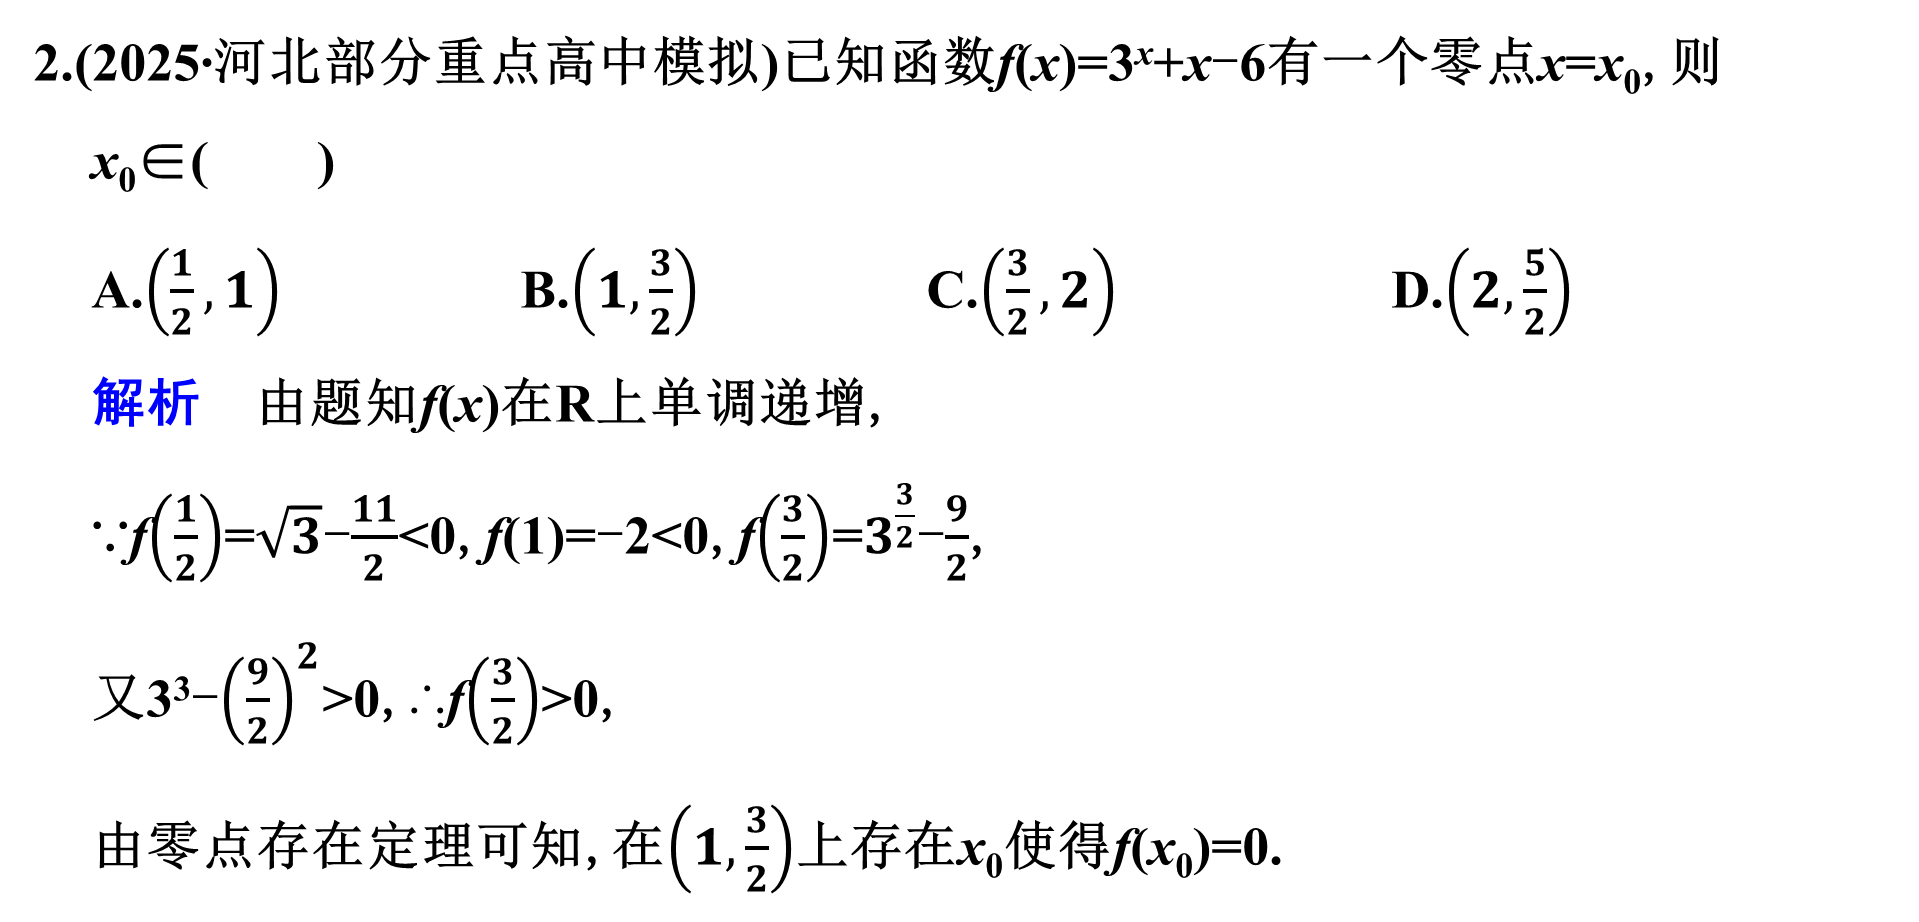 2.(2025·河北部分重点高中模拟)已知函数f(x)=3ˣ+x−6有一个零点x=x₀, 则
x₀∈(　　)
A.(1/2, 1)　B.(1, 3/2)　C.(3/2, 2)　D.(2, 5/2)
解析　由题知f(x)在R上单调递增,
∵f(1/2)=√3−11/2<0, f(1)=−2<0, f(3/2)=3^(3/2)−9/2,
又3³−(9/2)²>0, ∴f(3/2)>0,
由零点存在定理可知, 在(1, 3/2)上存在x₀使得f(x₀)=0.